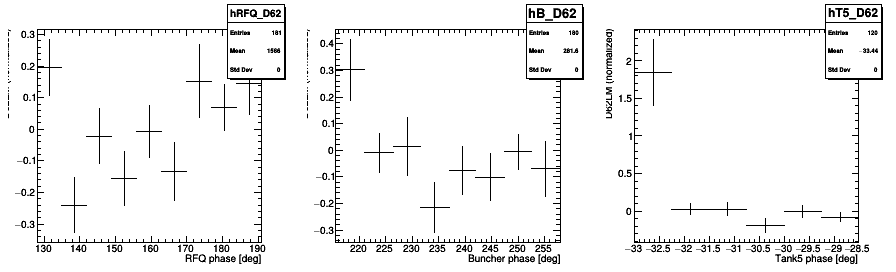 hRFQ_D62
Entries 181
Mean 1586
Std Dev 0
0.3
0.2
0.1
0
−0.1
−0.2
−0.3
130 140 150 160 170 180 190
RFQ phase [deg]
hB_D62
Entries 180
Mean 281.6
Std Dev 0
0.4
0.3
0.2
0.1
0
−0.1
−0.2
−0.3
220 225 230 235 240 245 250 255
Buncher phase [deg]
hT5_D62
Entries 120
Mean −33.44
Std Dev 0
D62LM (normalized)
2
1.5
1
0.5
0
−33 −32.5 −32 −31.5 −31 −30.5 −30 −29.5 −29 −28.5
Tank5 phase [deg]